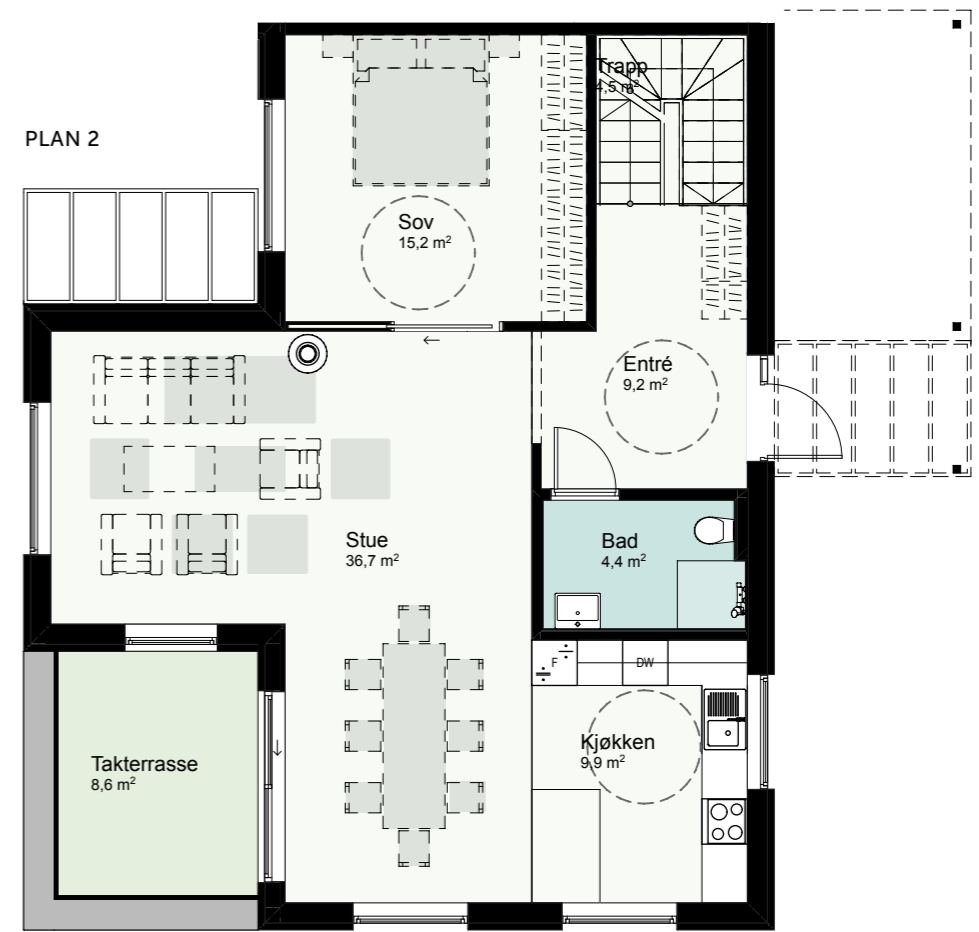 Trapp
4,5 m²
PLAN 2
Sov
15,2 m²
Entré
9,2 m²
Stue
36,7 m²
Bad
4,4 m²
F
DW
Kjøkken
9,9 m²
Takterrasse
8,6 m²